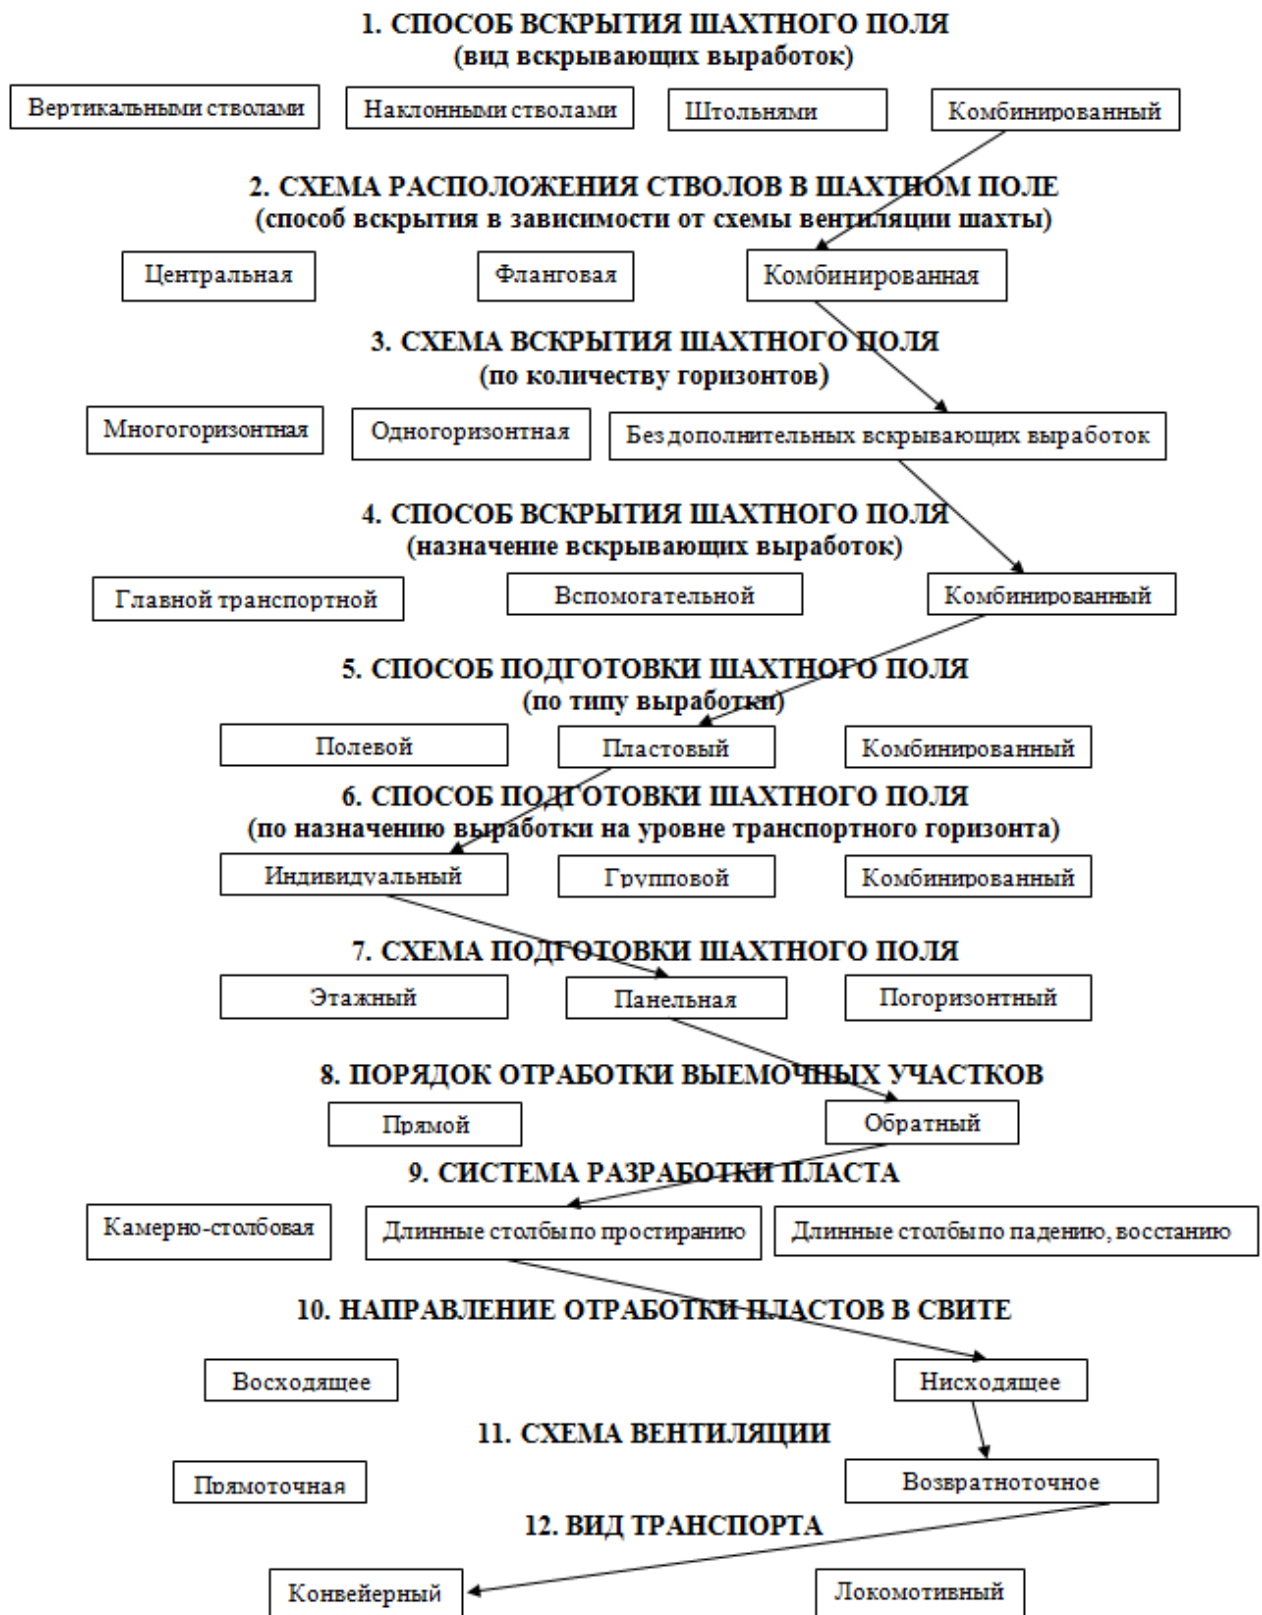 1. СПОСОБ ВСКРЫТИЯ ШАХТНОГО ПОЛЯ
(вид вскрывающих выработок)
Вертикальными стволами
Наклонными стволами
Штольнями
Комбинированный
2. СХЕМА РАСПОЛОЖЕНИЯ СТВОЛОВ В ШАХТНОМ ПОЛЕ
(способ вскрытия в зависимости от схемы вентиляции шахты)
Центральная
Фланговая
Комбинированная
3. СХЕМА ВСКРЫТИЯ ШАХТНОГО ПОЛЯ
(по количеству горизонтов)
Многогоризонтная
Одногоризонтная
Без дополнительных вскрывающих выработок
4. СПОСОБ ВСКРЫТИЯ ШАХТНОГО ПОЛЯ
(назначение вскрывающих выработок)
Главной транспортной
Вспомогательной
Комбинированный
5. СПОСОБ ПОДГОТОВКИ ШАХТНОГО ПОЛЯ
(по типу выработки)
Полевой
Пластовый
Комбинированный
6. СПОСОБ ПОДГОТОВКИ ШАХТНОГО ПОЛЯ
(по назначению выработки на уровне транспортного горизонта)
Индивидуальный
Групповой
Комбинированный
7. СХЕМА ПОДГОТОВКИ ШАХТНОГО ПОЛЯ
Этажный
Панельная
Погоризонтный
8. ПОРЯДОК ОТРАБОТКИ ВЫЕМОЧНЫХ УЧАСТКОВ
Прямой
Обратный
9. СИСТЕМА РАЗРАБОТКИ ПЛАСТА
Камерно-столбовая
Длинные столбы по простиранию
Длинные столбы по падению, восстанию
10. НАПРАВЛЕНИЕ ОТРАБОТКИ ПЛАСТОВ В СВИТЕ
Восходящее
Нисходящее
11. СХЕМА ВЕНТИЛЯЦИИ
Прямоточная
Возвратноточное
12. ВИД ТРАНСПОРТА
Конвейерный
Локомотивный